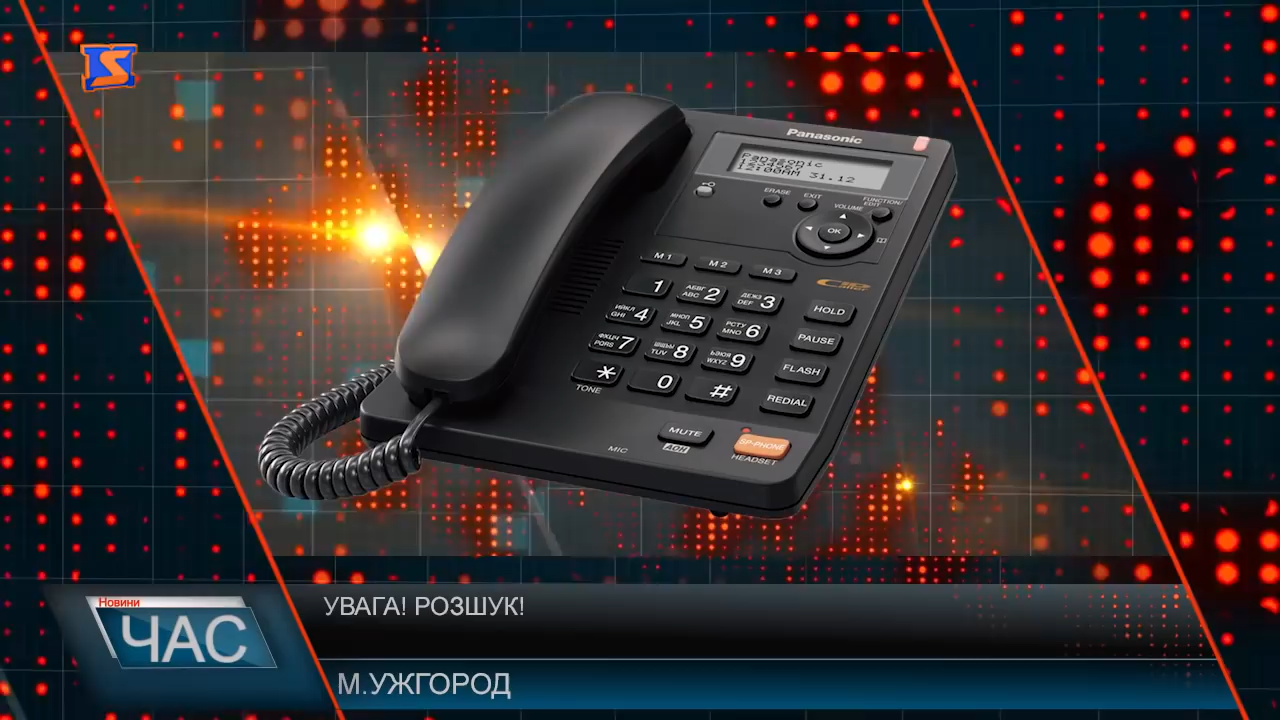 Panasonic
Panasonic
1234567
12:00AM 31.12
ERASE
EXIT
FUNCTION/
EDIT
VOLUME
OK
M 1
M 2
M 3
1
АБВГ
ABC 2
ДЕЖЗ
DEF 3
ИЙКЛ
GHI 4
МНОП
JKL 5
РСТУ
MNO 6
ФХЦЧ
PQRS 7
ШЩЪЫ
TUV 8
ЬЭЮЯ
WXYZ 9
*
0
#
TONE
HOLD
PAUSE
FLASH
REDIAL
MUTE
АОН
MIC
SP-PHONE
HEADSET
Новини
ЧАС
УВАГА! РОЗШУК!
М.УЖГОРОД